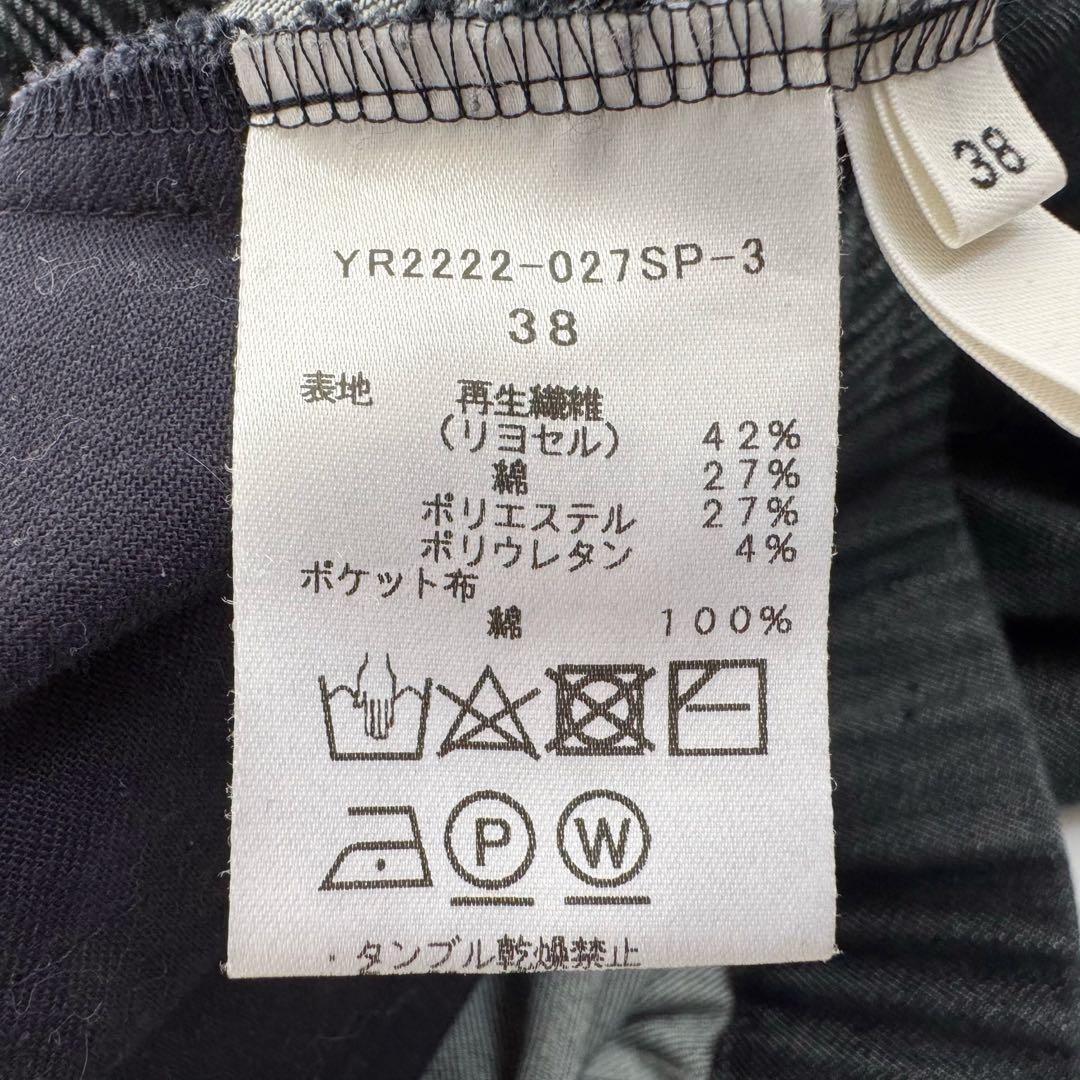 38
YR2222-027SP-3
38
表地 再生繊維
(リヨセル) 42%
綿 27%
ポリエステル 27%
ポリウレタン 4%
ポケット布
綿 100%
P W
・タンブル乾燥禁止